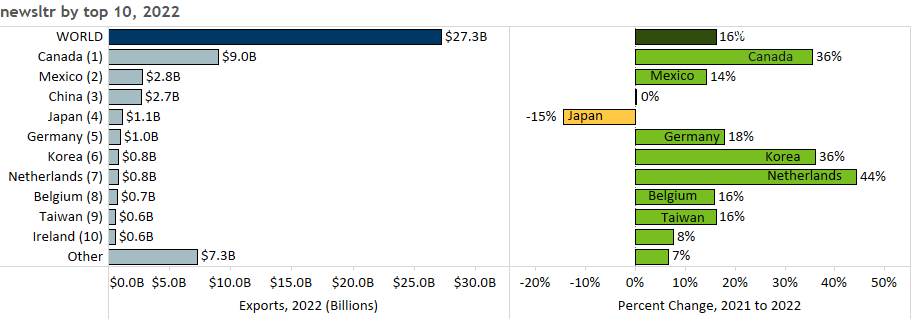 newsltr by top 10, 2022
WORLD $27.3B 16%
Canada (1) $9.0B Canada 36%
Mexico (2) $2.8B Mexico 14%
China (3) $2.7B 0%
Japan (4) $1.1B -15% Japan
Germany (5) $1.0B Germany 18%
Korea (6) $0.8B Korea 36%
Netherlands (7) $0.8B Netherlands 44%
Belgium (8) $0.7B Belgium 16%
Taiwan (9) $0.6B Taiwan 16%
Ireland (10) $0.6B 8%
Other $7.3B 7%
$0.0B $5.0B $10.0B $15.0B $20.0B $25.0B $30.0B -20% -10% 0% 10% 20% 30% 40% 50%
Exports, 2022 (Billions) Percent Change, 2021 to 2022